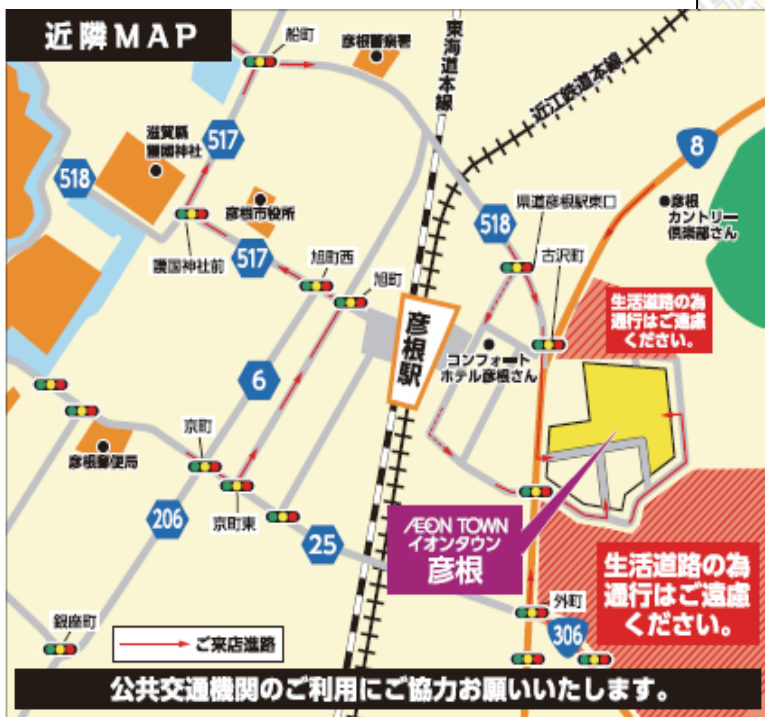 近隣MAP
船町
彦根警察署
東海道本線
近江鉄道本線
8
滋賀縣
護國神社
517
518
彦根市役所
護国神社前
517
旭町西
旭町
518
県道彦根駅東口
古沢町
彦根
カントリー
倶楽部さん
生活道路の為
通行はご遠慮
ください。
彦根駅
コンフォート
ホテル彦根さん
6
京町
彦根郵便局
206
京町東
25
ÆON TOWN
イオンタウン
彦根
生活道路の為
通行はご遠慮
ください。
外町
306
銀座町
ご来店進路
公共交通機関のご利用にご協力お願いいたします。